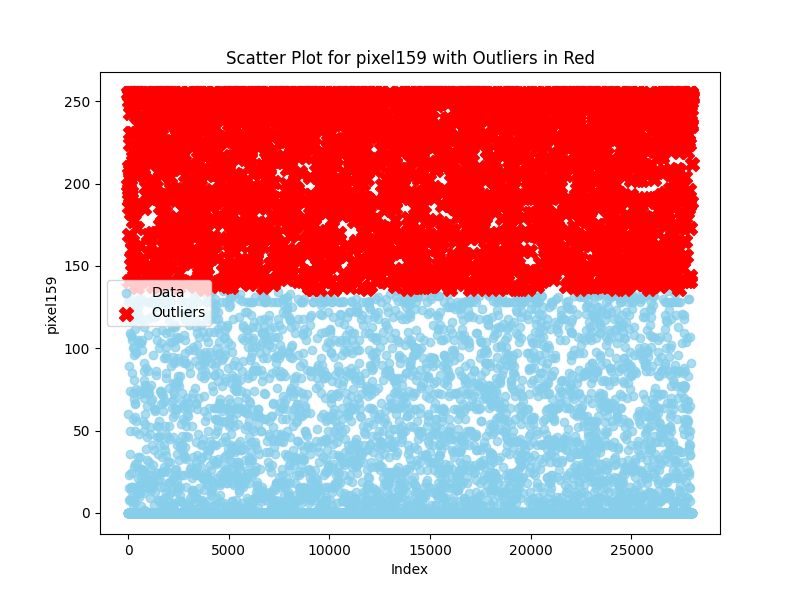 Scatter Plot for pixel159 with Outliers in Red
250
200
150
100
50
0
pixel159
Data
Outliers
0 5000 10000 15000 20000 25000
Index